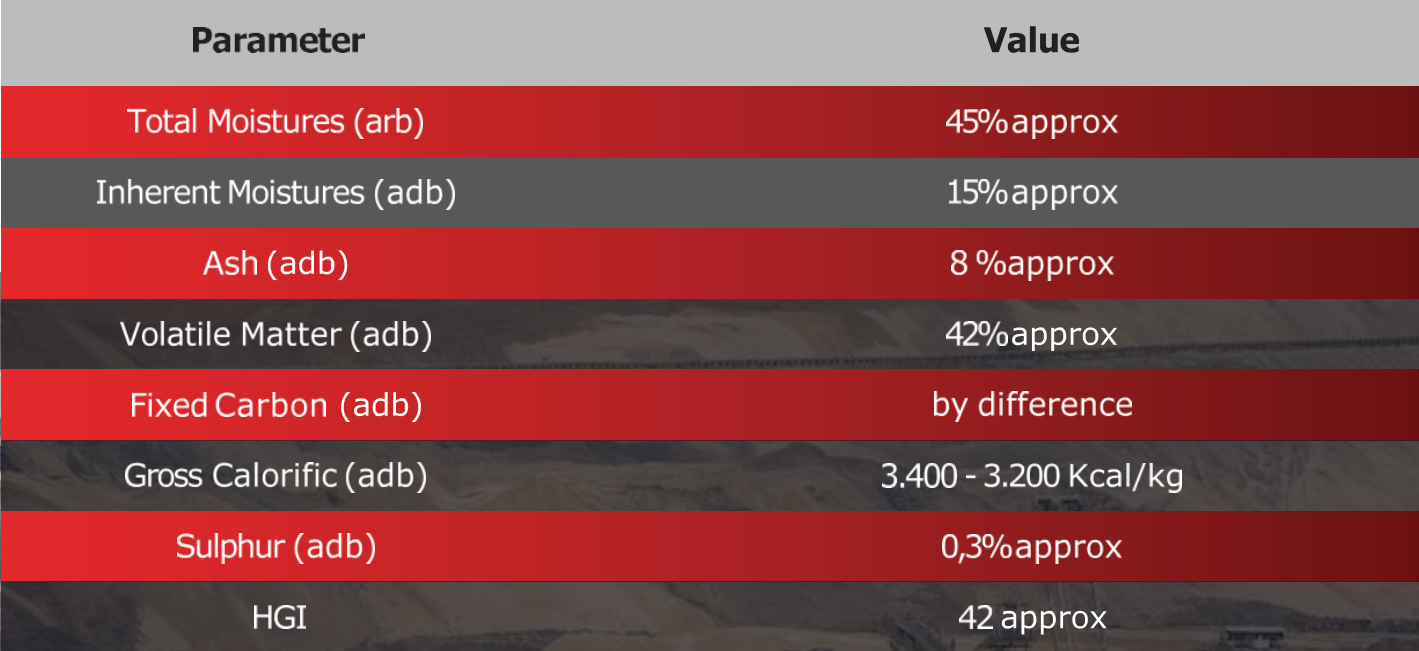 Parameter Value
Total Moistures (arb) 45%approx
Inherent Moistures (adb) 15%approx
Ash (adb) 8 %approx
Volatile Matter (adb) 42%approx
Fixed Carbon (adb) by difference
Gross Calorific (adb) 3.400 - 3.200 Kcal/kg
Sulphur (adb) 0,3%approx
HGI 42 approx